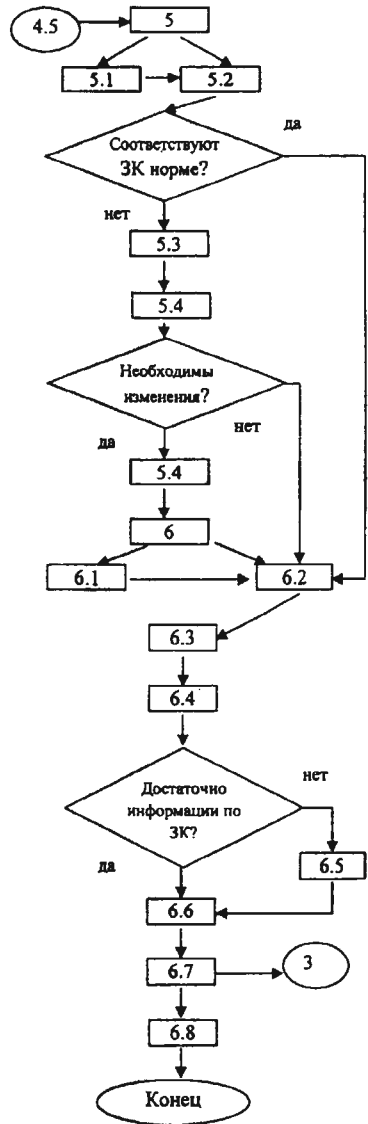 4.5
5
5.1
5.2
да
Соответствуют
ЗК норме?
нет
5.3
5.4
Необходимы
изменения?
нет
да
5.4
6
6.1
6.2
6.3
6.4
нет
Достаточно
информации по
ЗК?
да
6.5
6.6
6.7
3
6.8
Конец